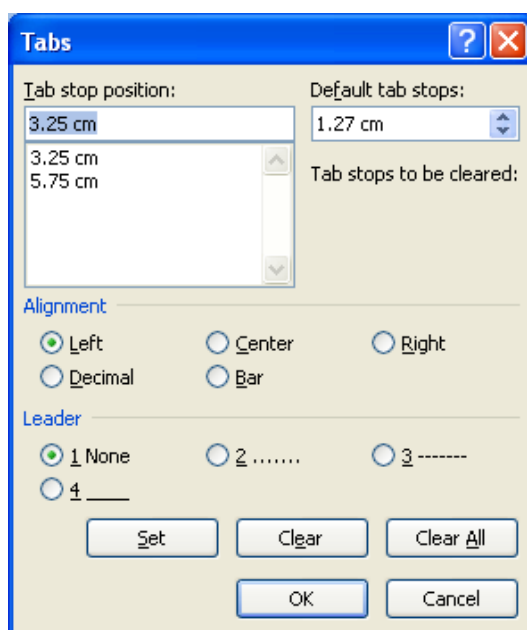 Tabs
Tab stop position:
Default tab stops:
3.25 cm
1.27 cm
3.25 cm
5.75 cm
Tab stops to be cleared:
Alignment
Left
Center
Right
Decimal
Bar
Leader
1 None
2 .......
3 -------
4 ____
Set
Clear
Clear All
OK
Cancel